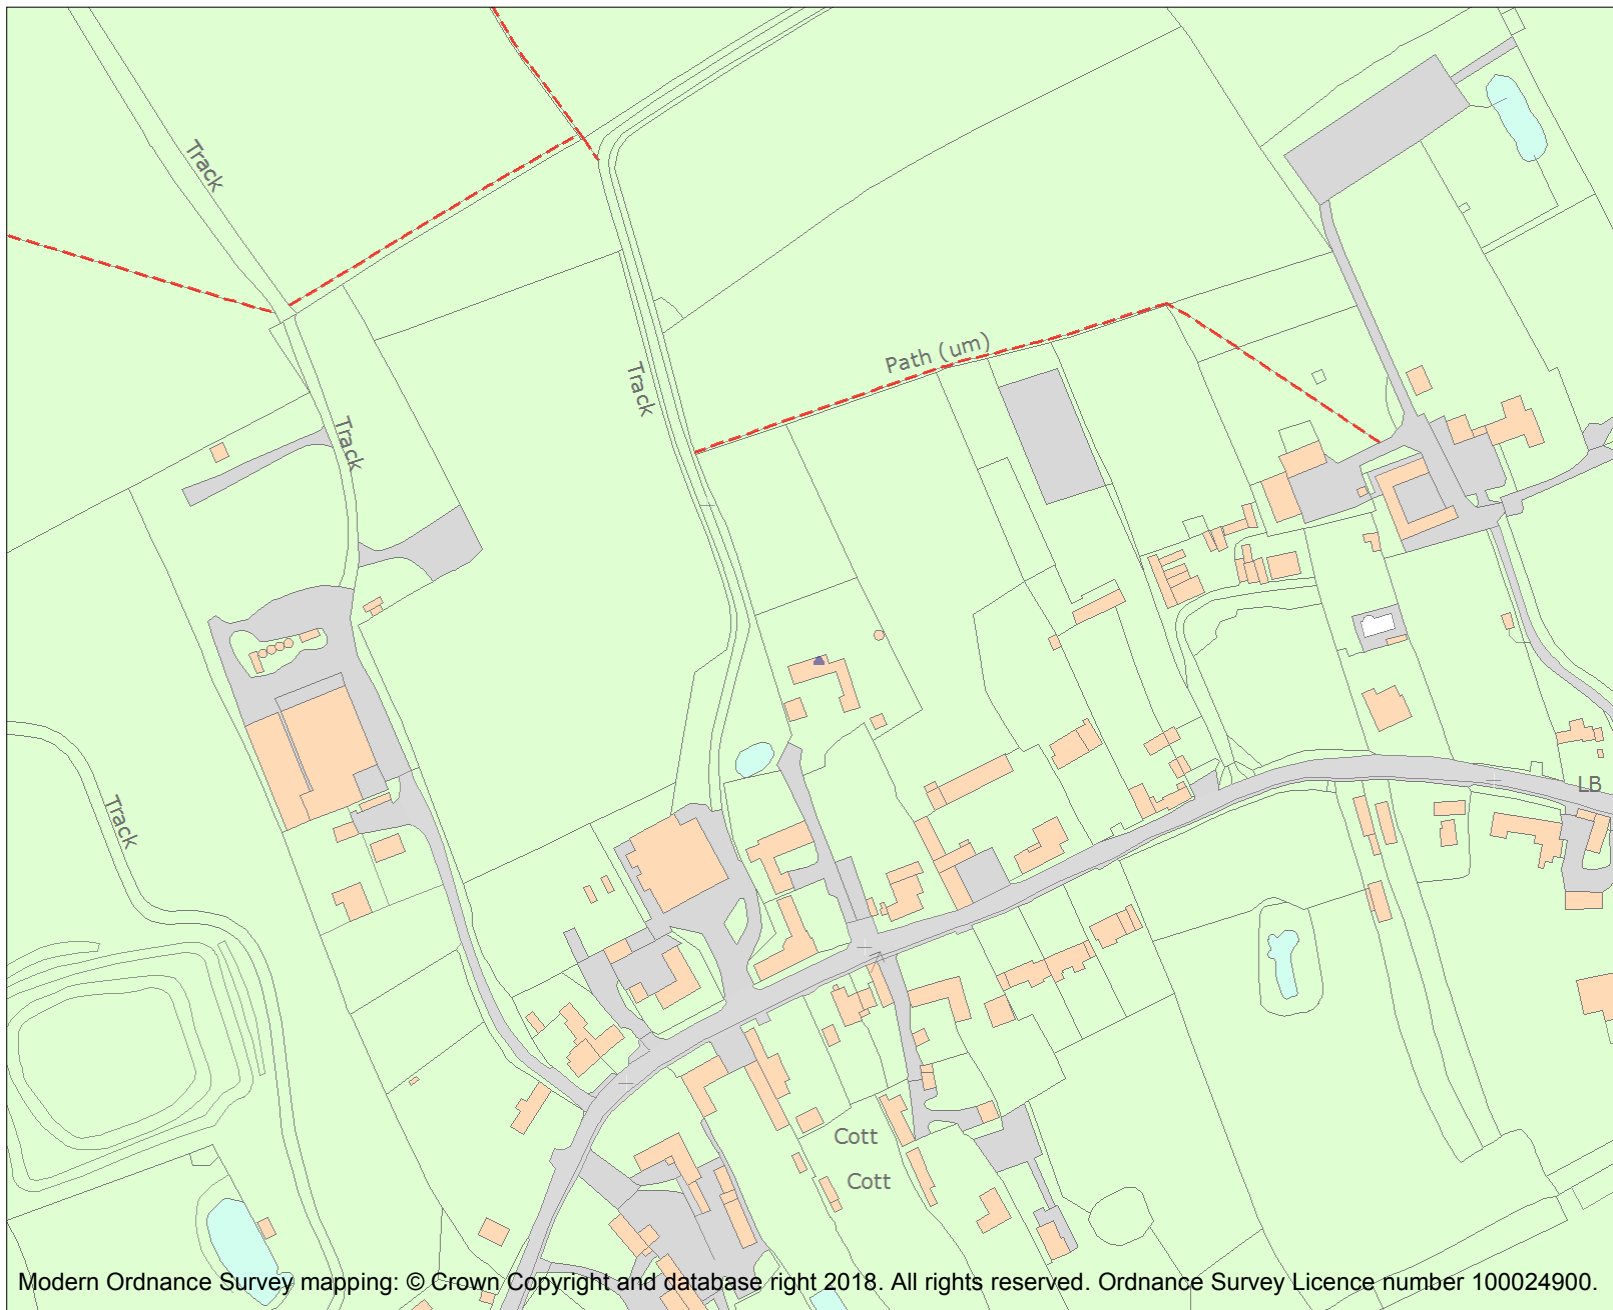 Track
Path (um)
Track
Track
LB
Track
Cott
Cott
Modern Ordnance Survey mapping: © Crown Copyright and database right 2018. All rights reserved. Ordnance Survey Licence number 100024900.